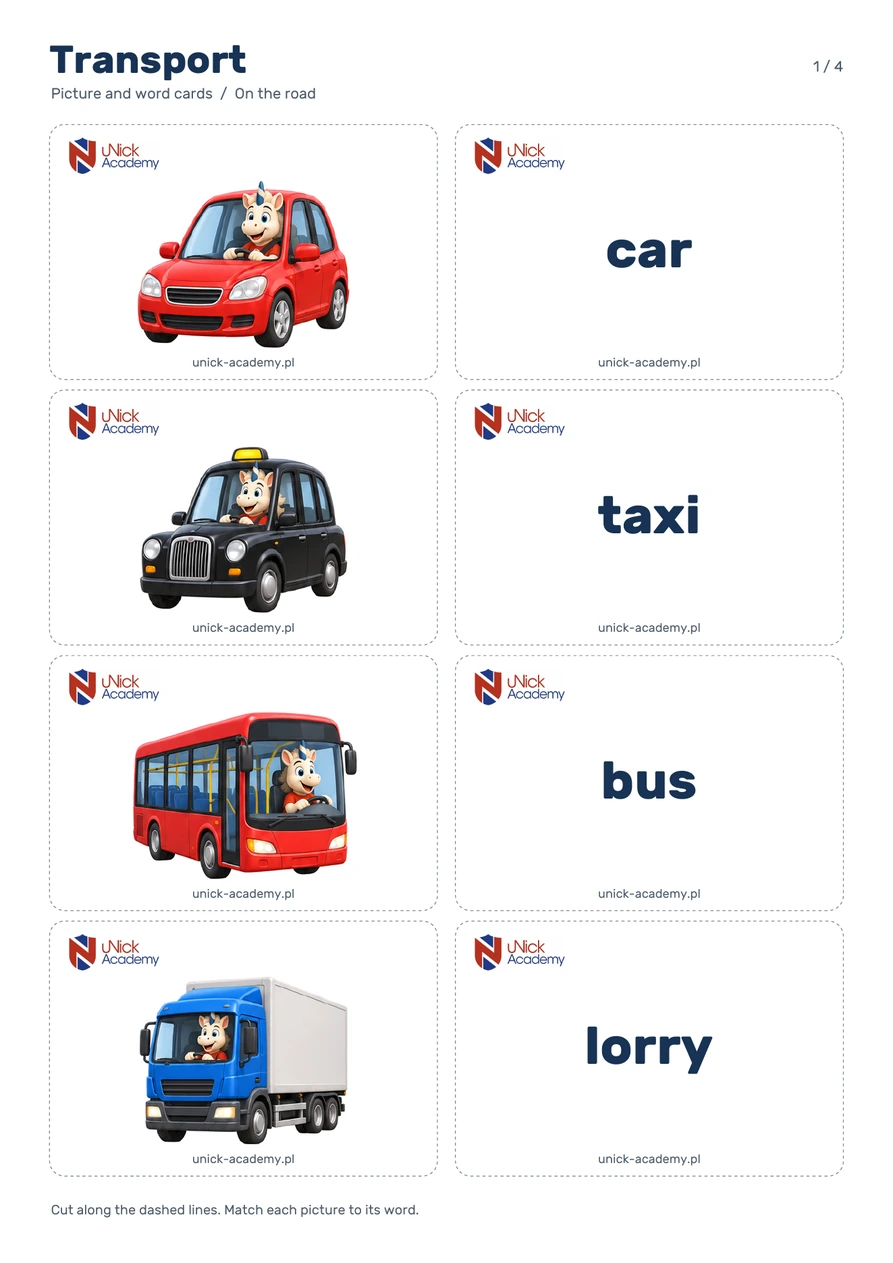 Transport
1 / 4
Picture and word cards / On the road
uNick
Academy
unick-academy.pl
uNick
Academy
car
unick-academy.pl
uNick
Academy
unick-academy.pl
uNick
Academy
taxi
unick-academy.pl
uNick
Academy
unick-academy.pl
uNick
Academy
bus
unick-academy.pl
uNick
Academy
unick-academy.pl
uNick
Academy
lorry
unick-academy.pl
Cut along the dashed lines. Match each picture to its word.